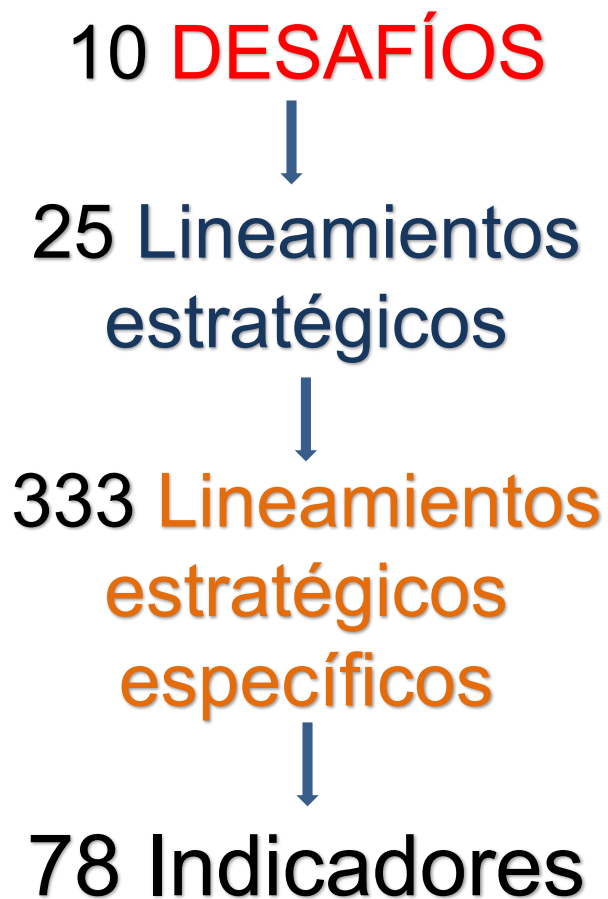 10 DESAFÍOS
25 Lineamientos
estratégicos
333 Lineamientos
estratégicos
específicos
78 Indicadores